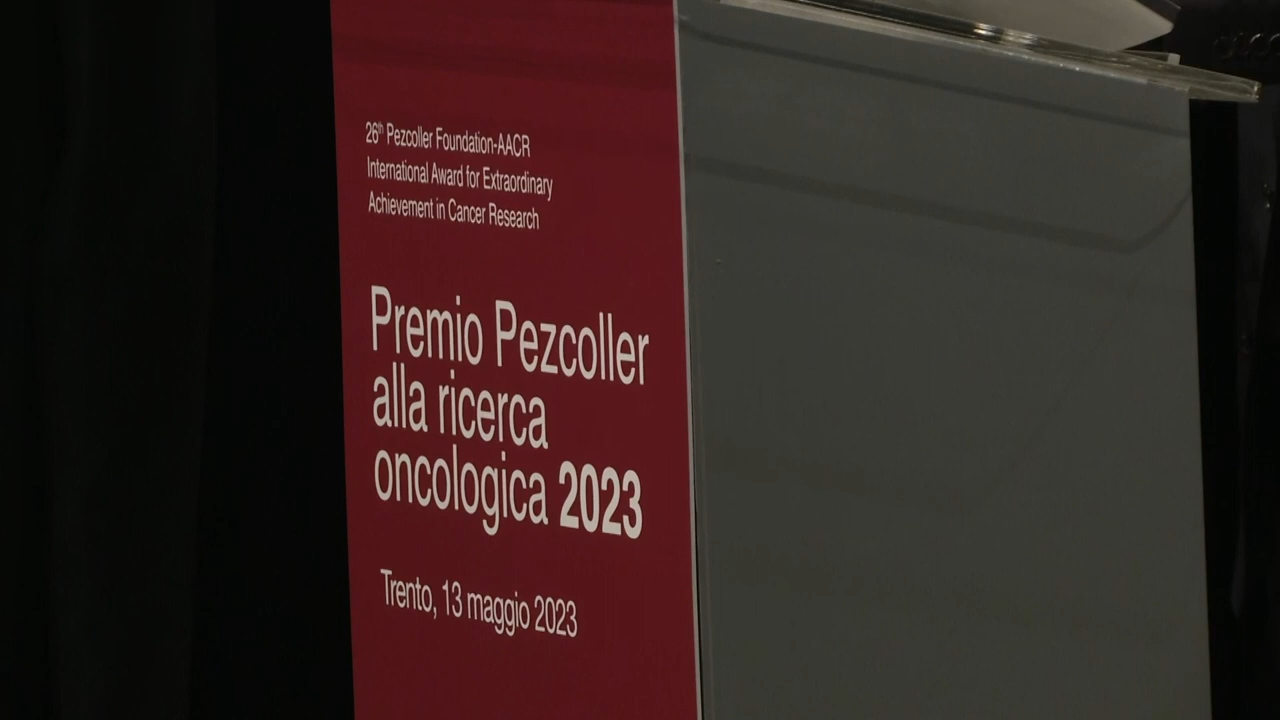 26th Pezcoller Foundation-AACR
International Award for Extraordinary
Achievement in Cancer Research
Premio Pezcoller
alla ricerca
oncologica 2023
Trento, 13 maggio 2023